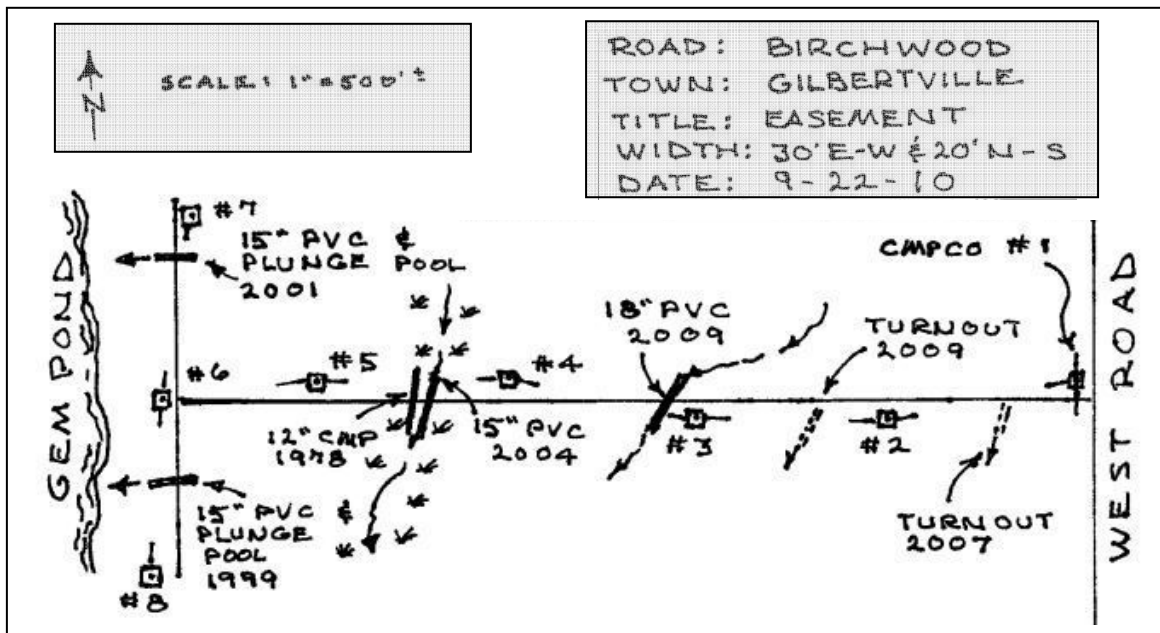 N
SCALE: 1" = 500' ±
ROAD: BIRCHWOOD
TOWN: GILBERTVILLE
TITLE: EASEMENT
WIDTH: 30' E-W & 20' N-S
DATE: 9-22-10
#7
15" PVC &
PLUNGE POOL
2001
CMPCO #1
18" PVC
2009
TURNOUT
2009
GEM POND
#6
#5
#4
12" CMP
1978
15" PVC
2004
#3
#2
WEST ROAD
15" PVC &
PLUNGE
POOL
1999
TURNOUT
2007
#8